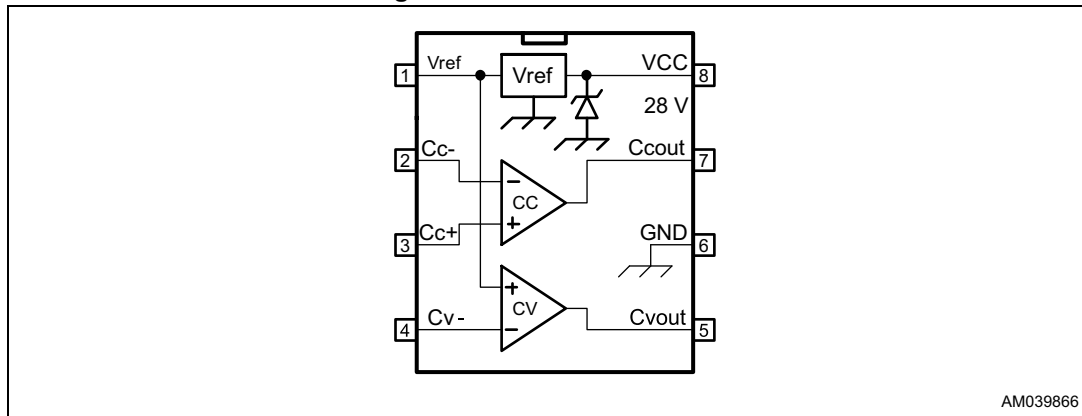 1 Vref Vref VCC 8
28 V
2 Cc- Ccout 7
- CC
+
3 Cc+ GND 6
+ CV
-
4 Cv - Cvout 5
AM039866